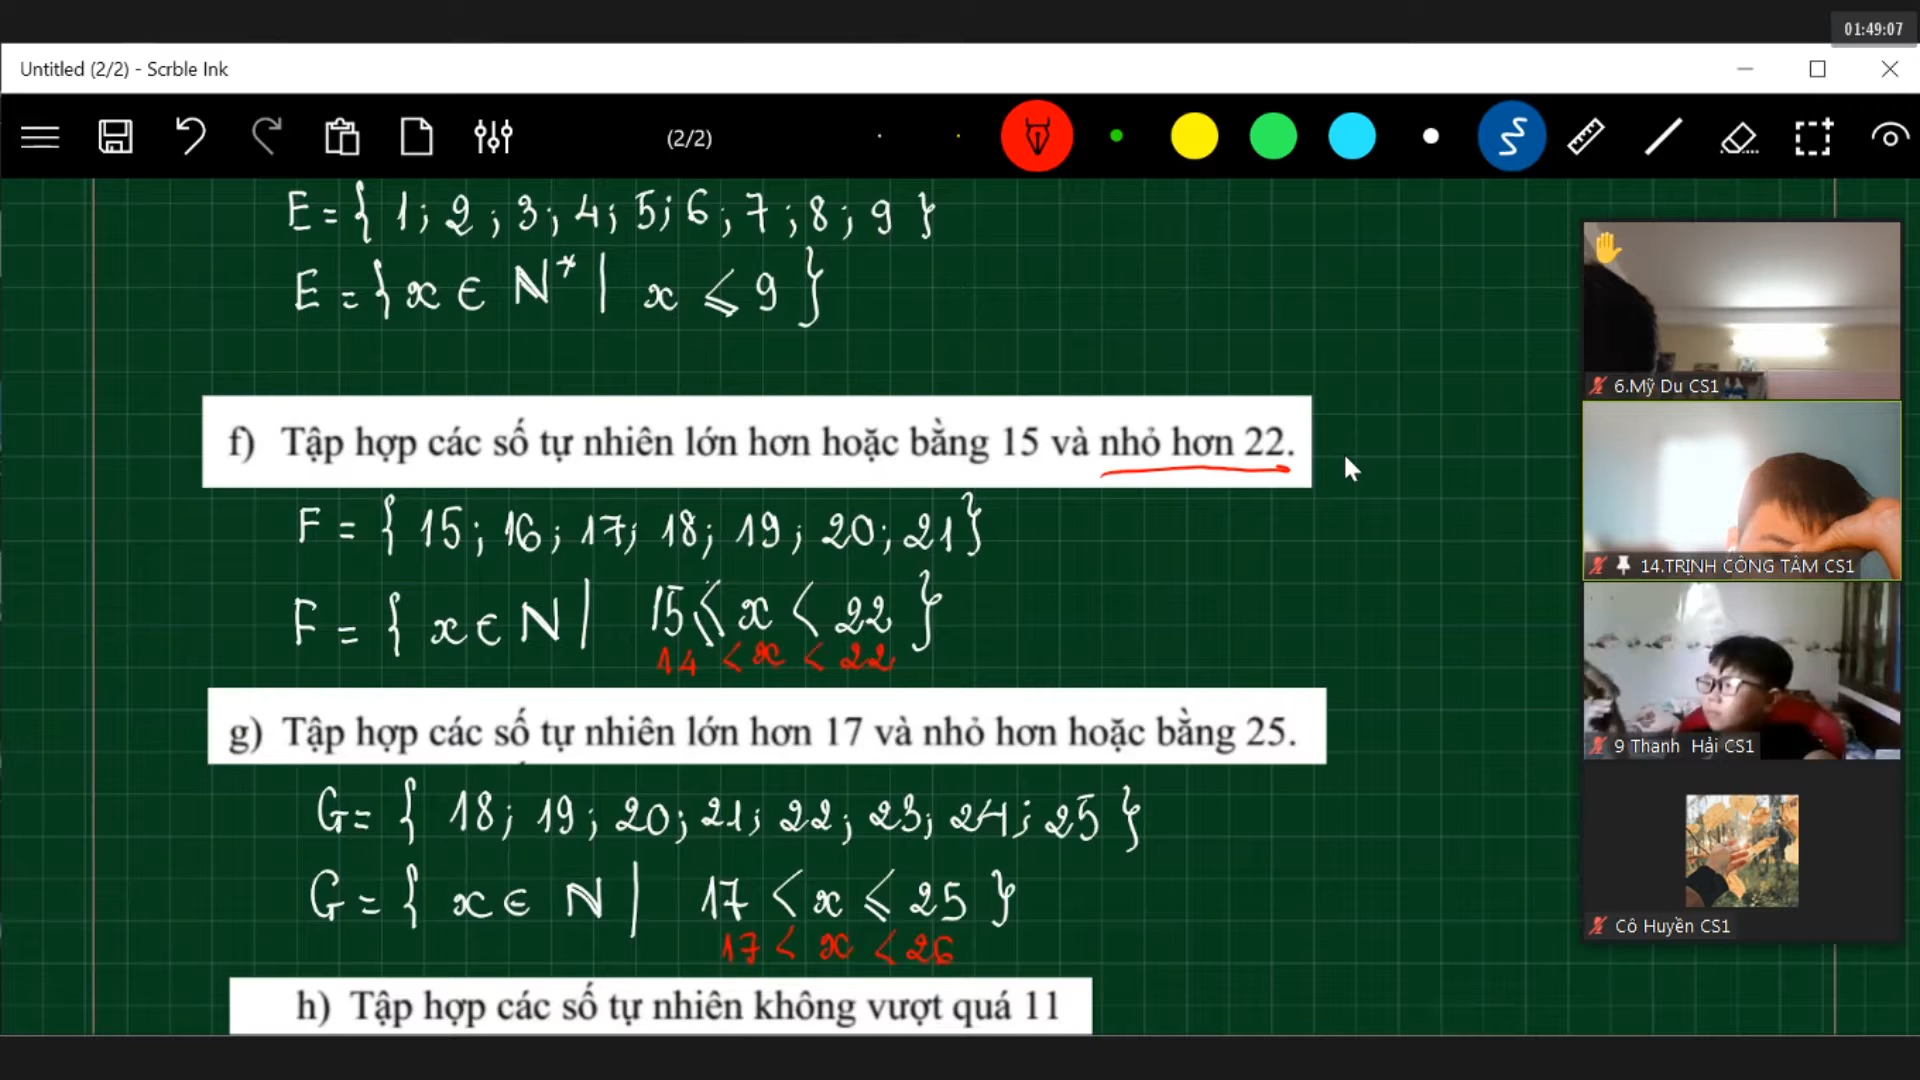 01:49:07
Untitled (2/2) - Scrble Ink
(2/2)
E = { 1; 2; 3; 4; 5; 6; 7; 8; 9 }
E = { x ∈ N* | x ⩽ 9 }
f) Tập hợp các số tự nhiên lớn hơn hoặc bằng 15 và nhỏ hơn 22.
F = { 15; 16; 17; 18; 19; 20; 21 }
F = { x ∈ N | 15 ⩽ x < 22 }
14 < x < 22
g) Tập hợp các số tự nhiên lớn hơn 17 và nhỏ hơn hoặc bằng 25.
G = { 18; 19; 20; 21; 22; 23; 24; 25 }
G = { x ∈ N | 17 < x ⩽ 25 }
17 < x < 26
h) Tập hợp các số tự nhiên không vượt quá 11
6.Mỹ Du CS1
14.TRỊNH CÔNG TÂM CS1
9 Thanh Hải CS1
Cô Huyền CS1